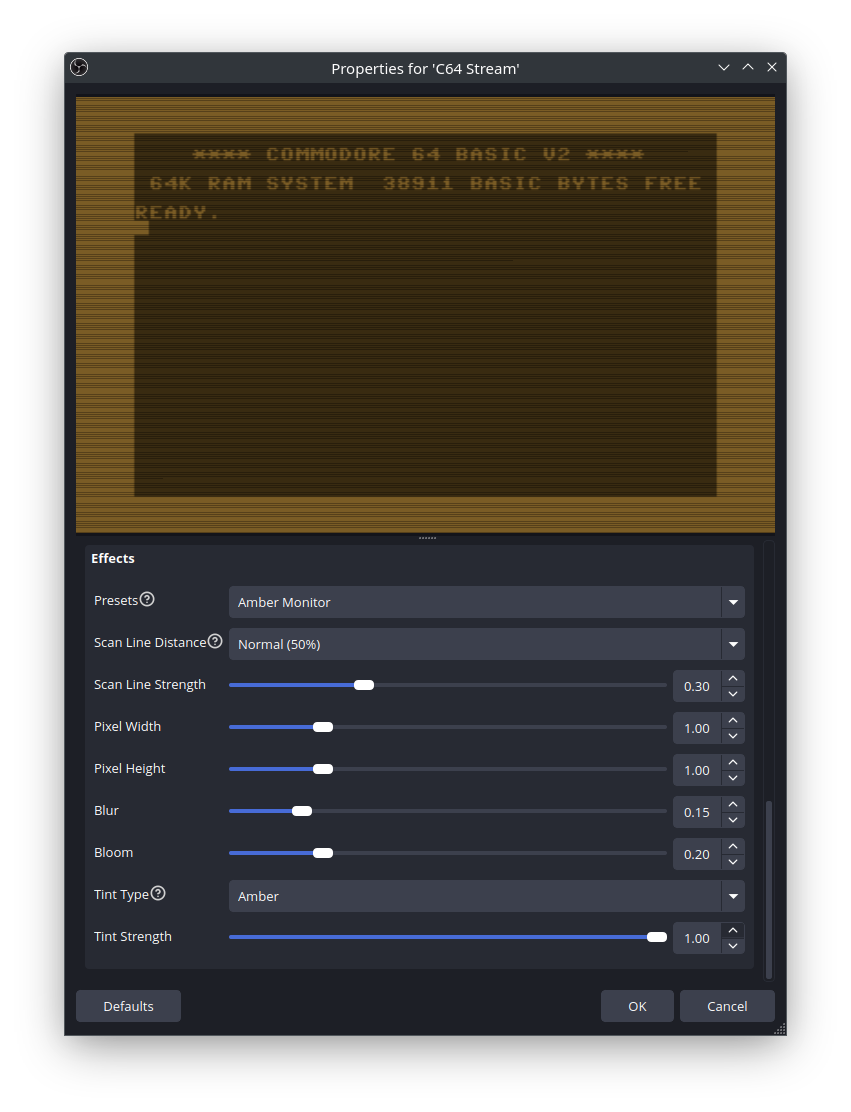 Properties for 'C64 Stream'
**** COMMODORE 64 BASIC V2 ****
64K RAM SYSTEM 38911 BASIC BYTES FREE
READY.
Effects
Presets
Amber Monitor
Scan Line Distance
Normal (50%)
Scan Line Strength
0.30
Pixel Width
1.00
Pixel Height
1.00
Blur
0.15
Bloom
0.20
Tint Type
Amber
Tint Strength
1.00
Defaults
OK
Cancel